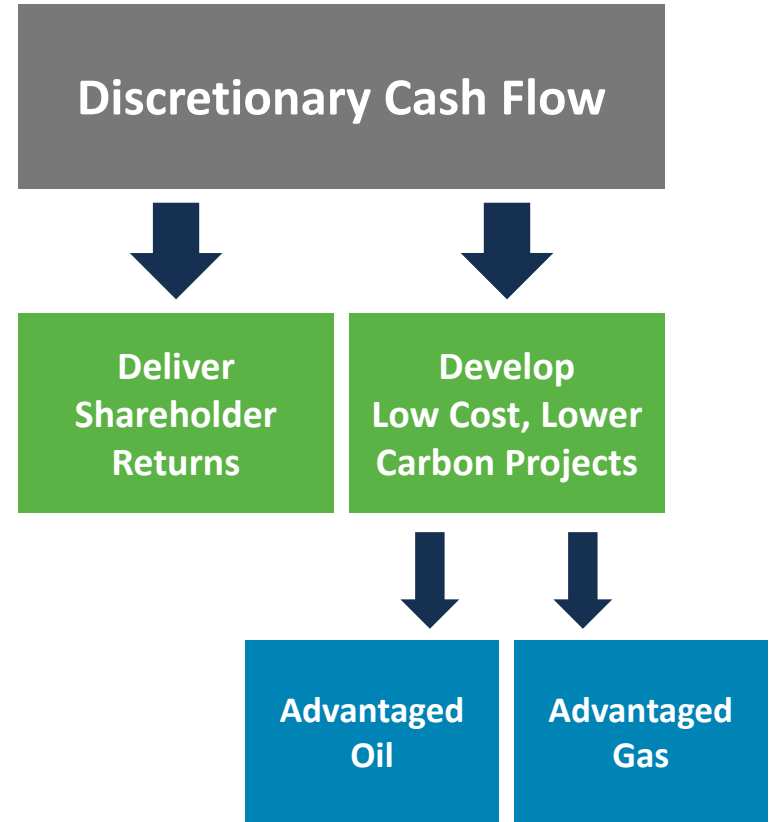 Discretionary Cash Flow
Deliver
Shareholder
Returns
Develop
Low Cost, Lower
Carbon Projects
Advantaged
Oil
Advantaged
Gas